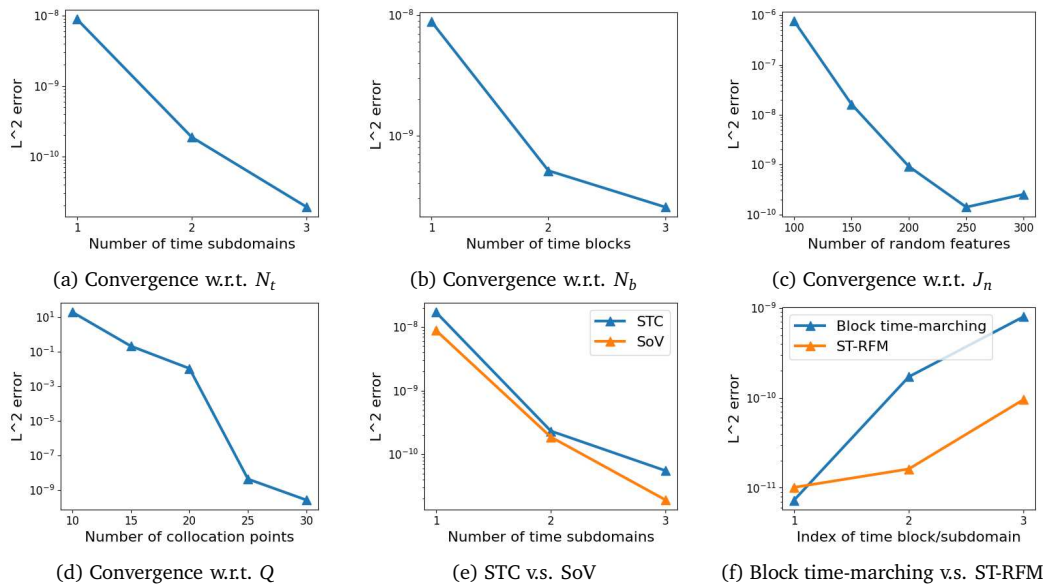 10^-8
10^-9
10^-10
L^2 error
1 2 3
Number of time subdomains
(a) Convergence w.r.t. N_t
10^-8
10^-9
L^2 error
1 2 3
Number of time blocks
(b) Convergence w.r.t. N_b
10^-6
10^-7
10^-8
10^-9
10^-10
L^2 error
100 150 200 250 300
Number of random features
(c) Convergence w.r.t. J_n
10^1
10^-1
10^-3
10^-5
10^-7
10^-9
L^2 error
10 15 20 25 30
Number of collocation points
(d) Convergence w.r.t. Q
10^-8
10^-9
10^-10
L^2 error
STC
SoV
1 2 3
Number of time subdomains
(e) STC v.s. SoV
10^-9
10^-10
10^-11
L^2 error
Block time-marching
ST-RFM
1 2 3
Index of time block/subdomain
(f) Block time-marching v.s. ST-RFM